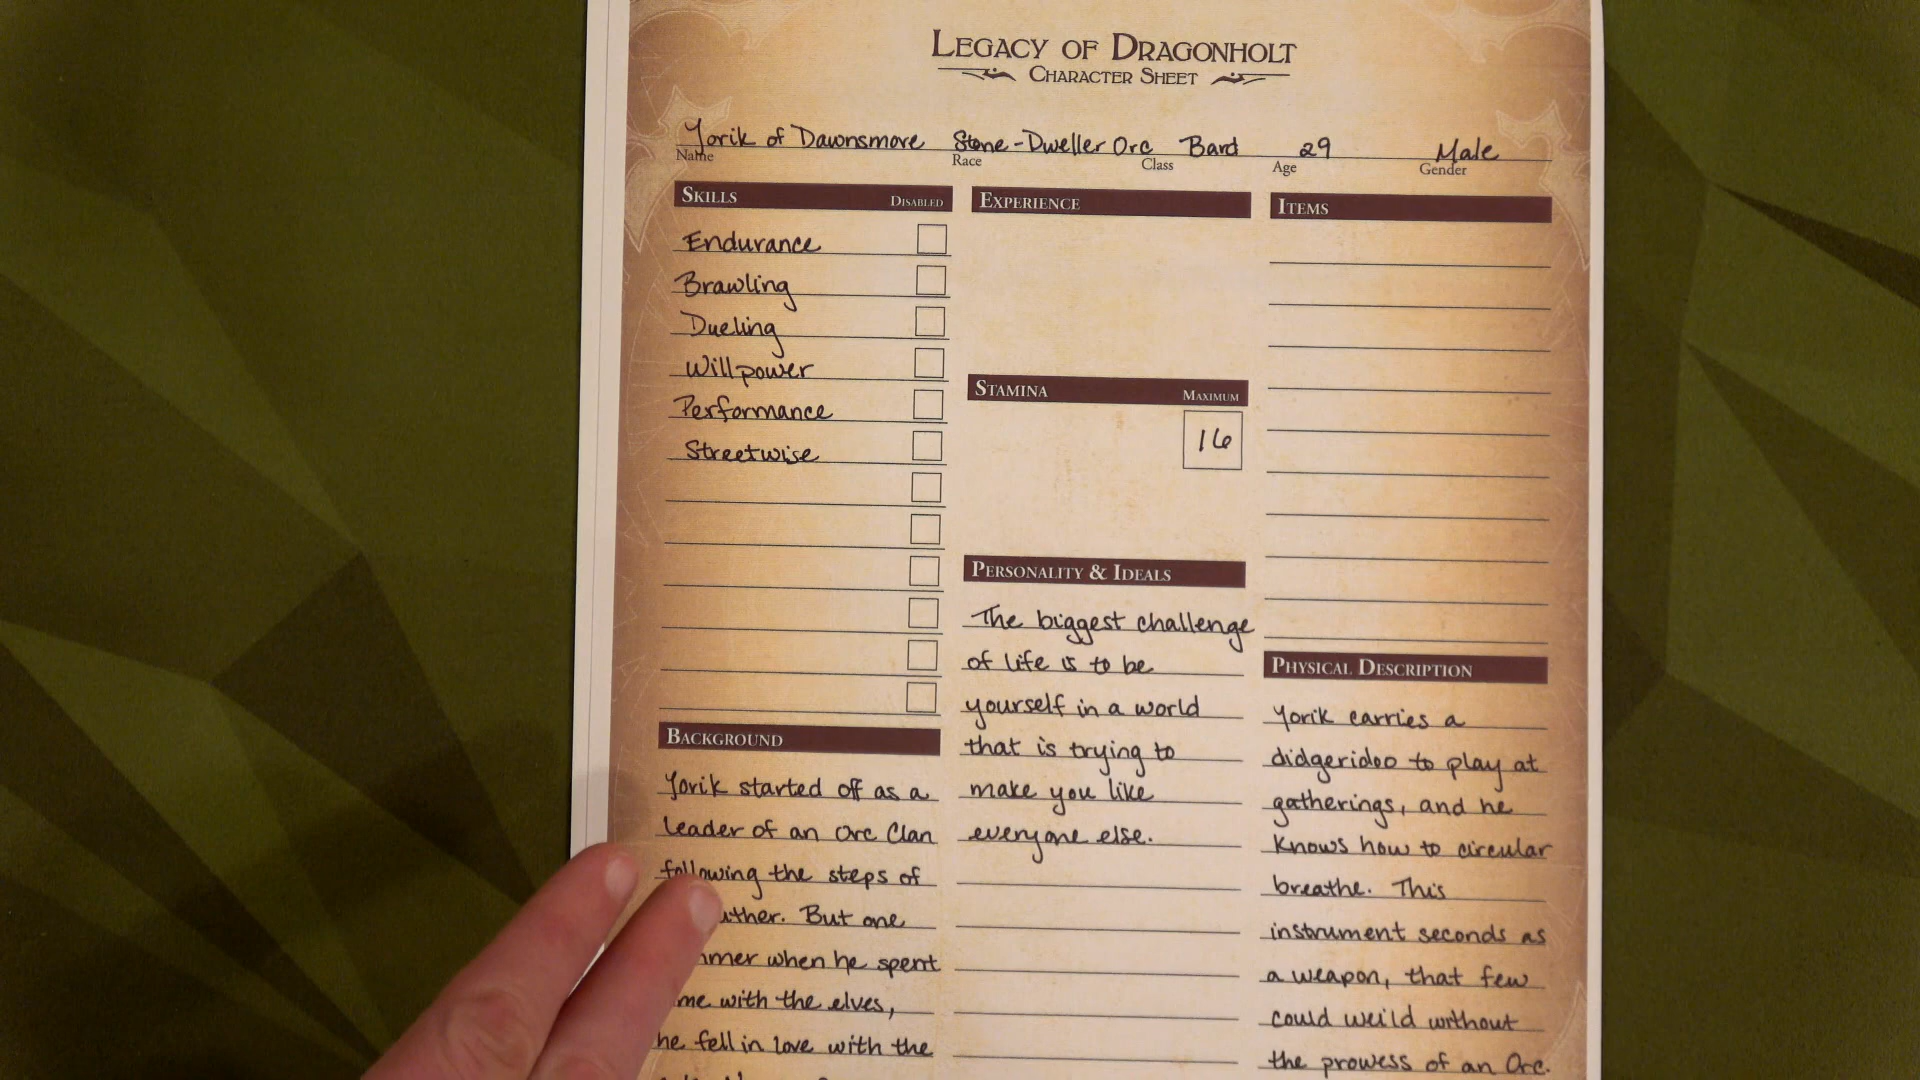 LEGACY OF DRAGONHOLT
CHARACTER SHEET
Yorik of Dawnsmore Stone-Dweller Orc Bard 29 Male
Name Race Class Age Gender
SKILLS DISABLED
Endurance
Brawling
Dueling
Willpower
Performance
Streetwise
BACKGROUND
Yorik started off as a
leader of an Orc Clan
following the steps of
But one
when he spent
with the elves,
he fell in love with the
EXPERIENCE
STAMINA MAXIMUM
16
PERSONALITY & IDEALS
The biggest challenge
of life is to be
yourself in a world
that is trying to
make you like
everyone else.
ITEMS
PHYSICAL DESCRIPTION
Yorik carries a
didgeridoo to play at
gatherings, and he
knows how to circular
breathe. This
instrument seconds as
a weapon, that few
could weild without
the prowess of an Orc.